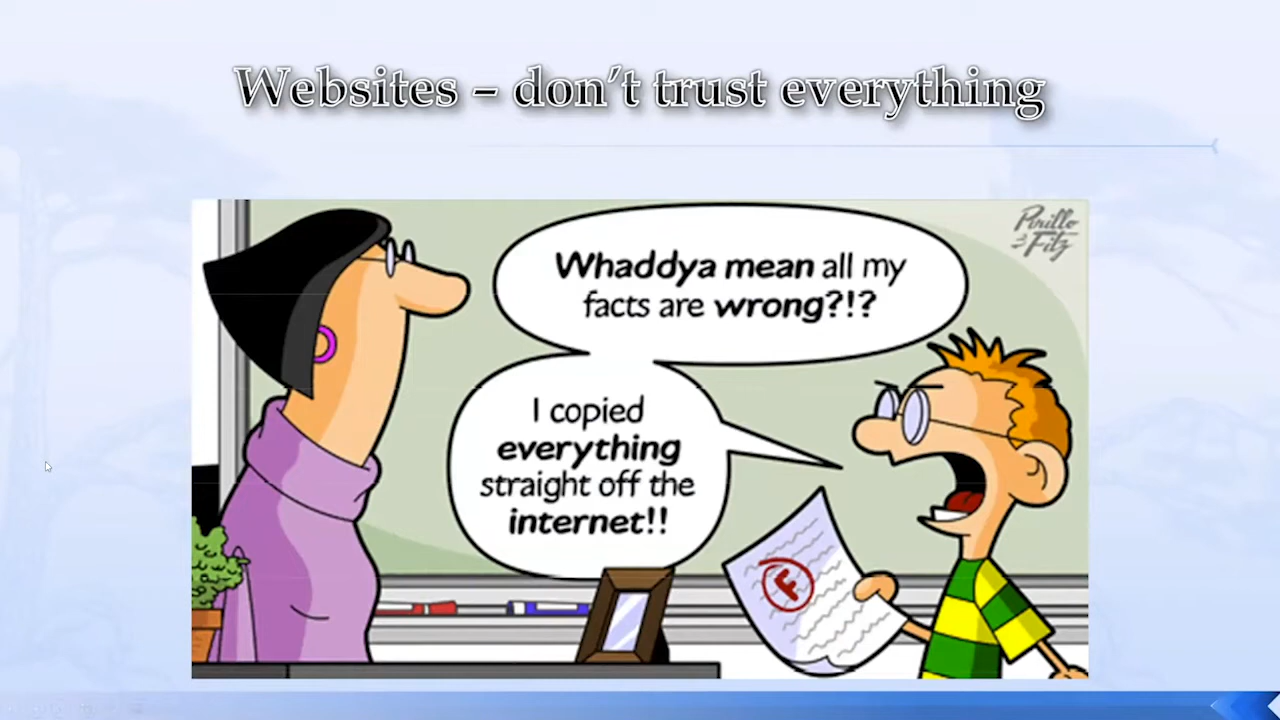 Websites – don't trust everything
Pirillo
& Fitz
Whaddya mean all my
facts are wrong?!?
I copied
everything
straight off the
internet!!
F